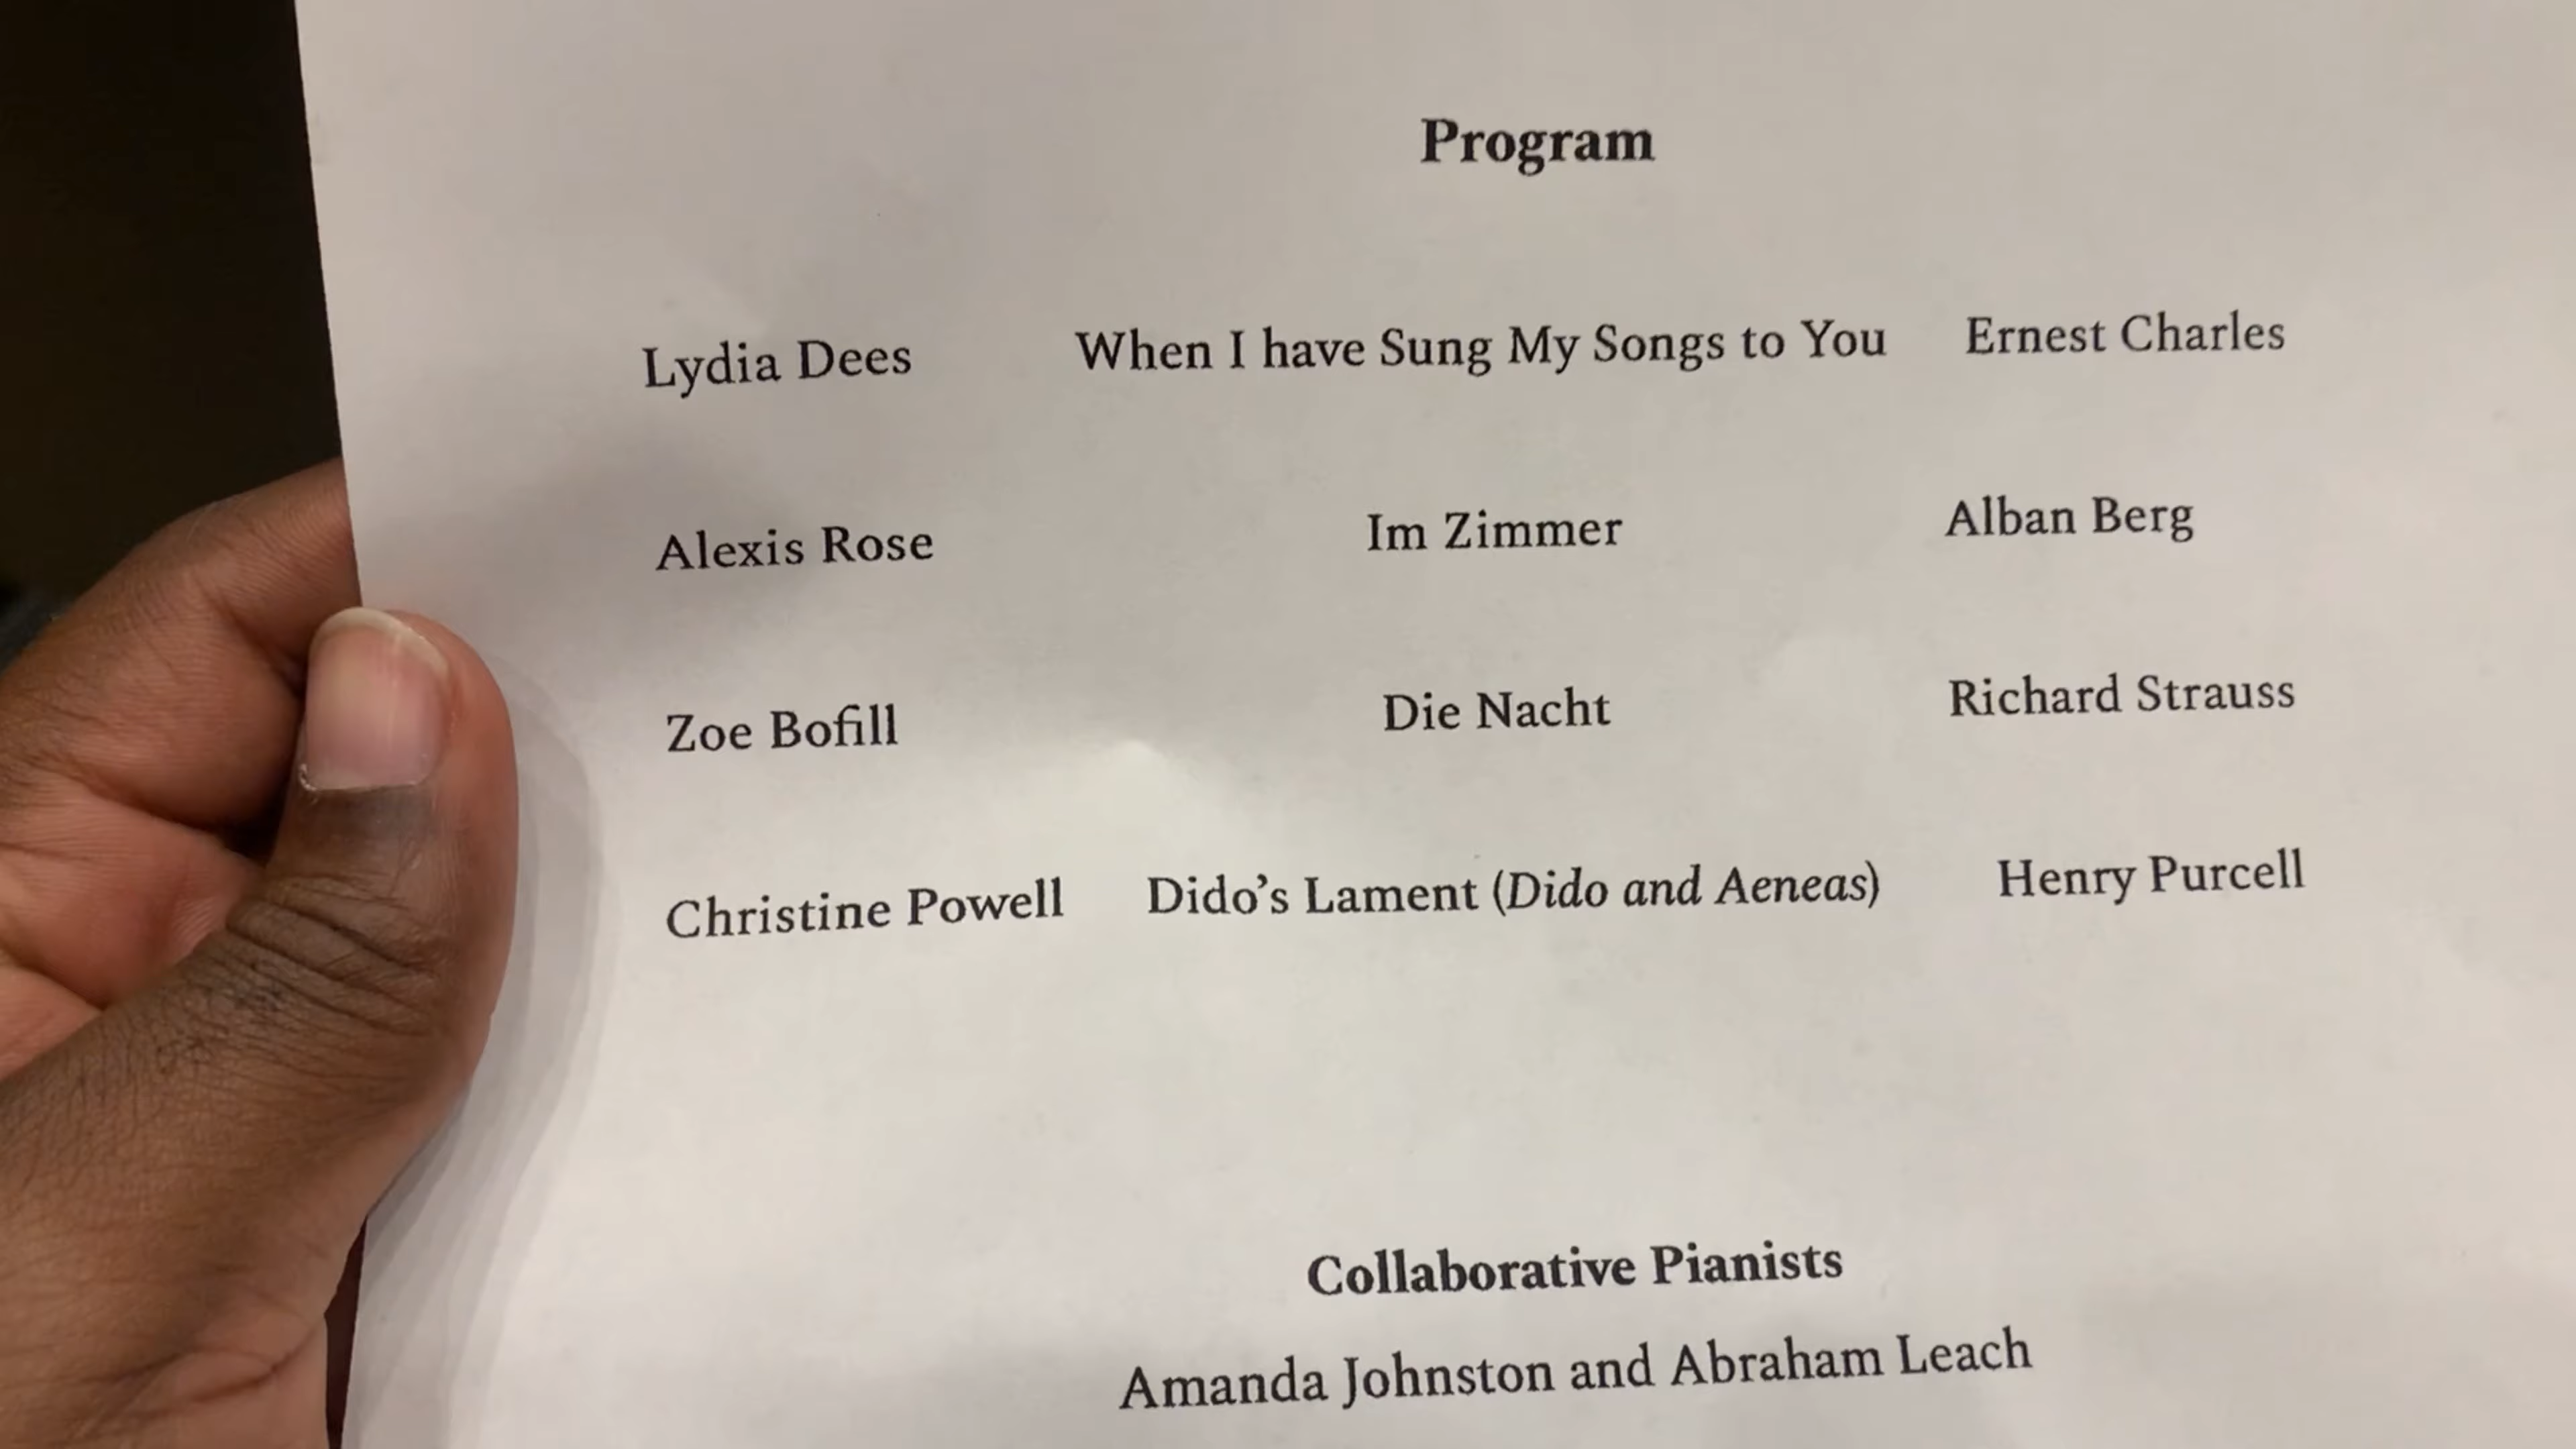 Program
Lydia Dees When I have Sung My Songs to You Ernest Charles
Alexis Rose Im Zimmer Alban Berg
Zoe Bofill Die Nacht Richard Strauss
Christine Powell Dido’s Lament (Dido and Aeneas) Henry Purcell
Collaborative Pianists
Amanda Johnston and Abraham Leach